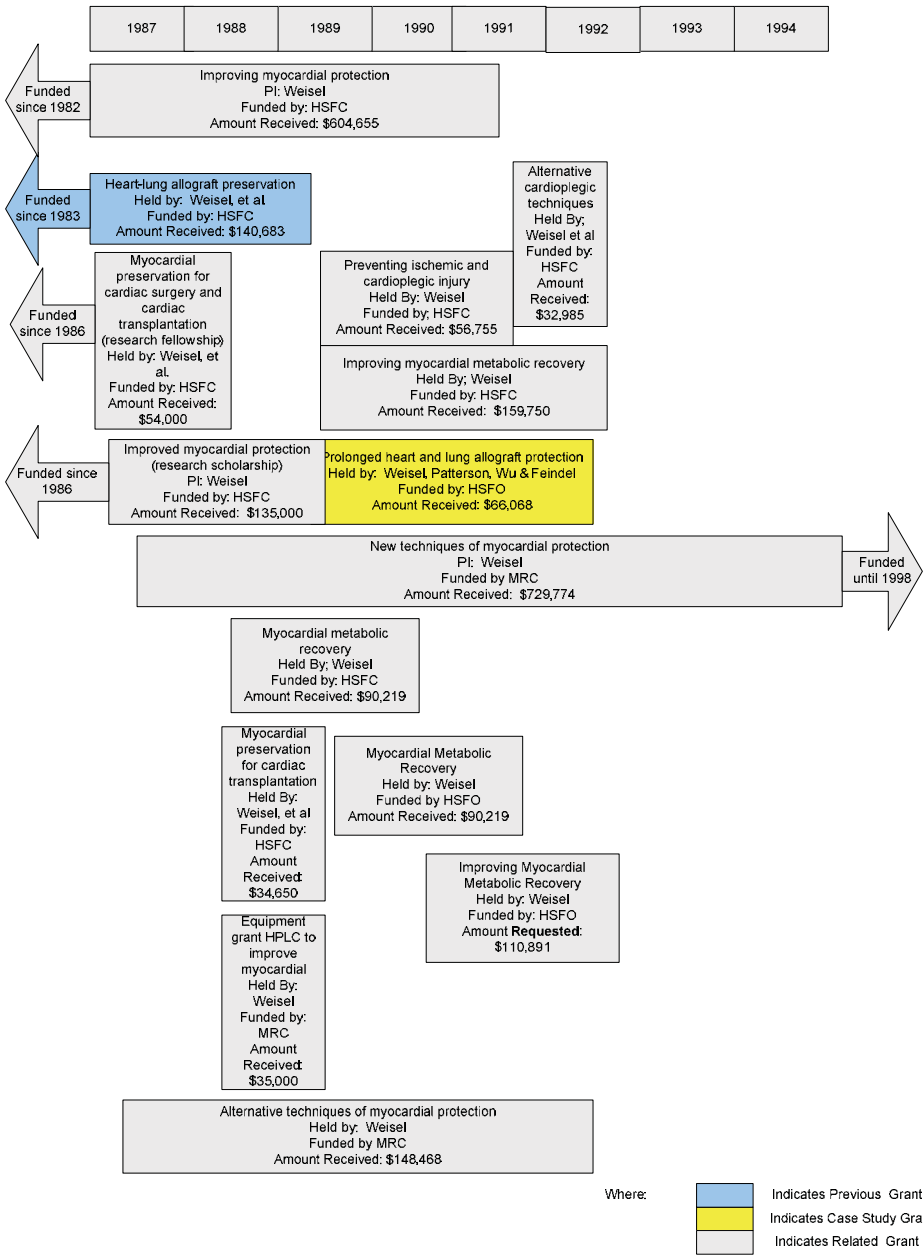 1987 1988 1989 1990 1991 1992 1993 1994
Funded
since 1982
Improving myocardial protection
PI: Weisel
Funded by: HSFC
Amount Received: $604,655
Funded
since 1983
Heart-lung allograft preservation
Held by: Weisel, et al
Funded by: HSFC
Amount Received: $140,683
Alternative
cardioplegic
techniques
Held By;
Weisel et al
Funded by:
HSFC
Amount
Received:
$32,985
Funded
since 1986
Myocardial
preservation for
cardiac surgery and
cardiac
transplantation
(research fellowship)
Held by: Weisel, et
al.
Funded by: HSFC
Amount Received:
$54,000
Preventing ischemic and
cardioplegic injury
Held By: Weisel
Funded by; HSFC
Amount Received: $56,755
Improving myocardial metabolic recovery
Held By; Weisel
Funded by: HSFC
Amount Received: $159,750
Funded since
1986
Improved myocardial protection
(research scholarship)
PI: Weisel
Funded by: HSFC
Amount Received: $135,000
Prolonged heart and lung allograft protection
Held by: Weisel, Patterson, Wu & Feindel
Funded by: HSFO
Amount Received: $66,068
New techniques of myocardial protection
PI: Weisel
Funded by MRC
Amount Received: $729,774
Funded
until 1998
Myocardial metabolic
recovery
Held By; Weisel
Funded by: HSFC
Amount Received: $90,219
Myocardial
preservation
for cardiac
transplantation
Held By:
Weisel, et al
Funded by:
HSFC
Amount
Received:
$34,650
Myocardial Metabolic
Recovery
Held by: Weisel
Funded by HSFO
Amount Received: $90,219
Improving Myocardial
Metabolic Recovery
Held by: Weisel
Funded by: HSFO
Amount Requested:
$110,891
Equipment
grant HPLC to
improve
myocardial
Held By:
Weisel
Funded by:
MRC
Amount
Received:
$35,000
Alternative techniques of myocardial protection
Held by: Weisel
Funded by MRC
Amount Received: $148,468
Where:
Indicates Previous Grant
Indicates Case Study Gra
Indicates Related Grant